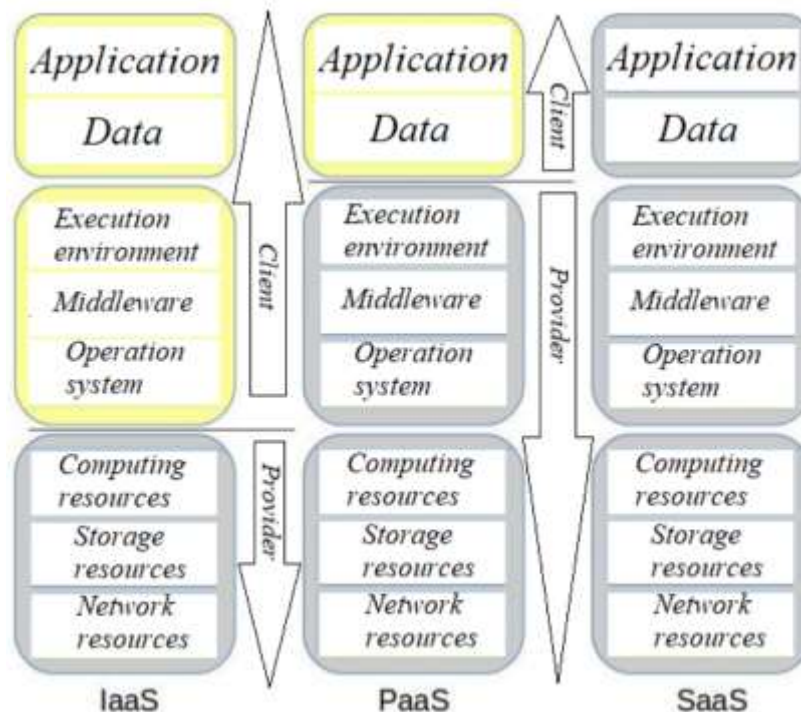 Application
Data
Execution
environment
Middleware
Operation
system
Computing
resources
Storage
resources
Network
resources
IaaS
Client
Provider
Application
Data
Execution
environment
Middleware
Operation
system
Computing
resources
Storage
resources
Network
resources
PaaS
Client
Provider
Application
Data
Execution
environment
Middleware
Operation
system
Computing
resources
Storage
resources
Network
resources
SaaS